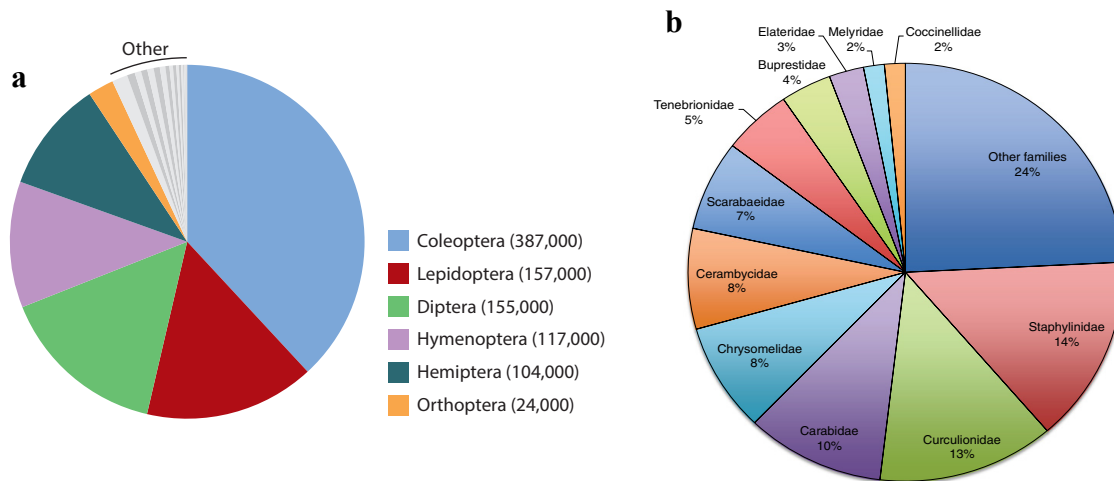 a
Other
Coleoptera (387,000)
Lepidoptera (157,000)
Diptera (155,000)
Hymenoptera (117,000)
Hemiptera (104,000)
Orthoptera (24,000)
b
Elateridae
3%
Melyridae
2%
Coccinellidae
2%
Buprestidae
4%
Tenebrionidae
5%
Other families
24%
Scarabaeidae
7%
Cerambycidae
8%
Staphylinidae
14%
Chrysomelidae
8%
Carabidae
10%
Curculionidae
13%